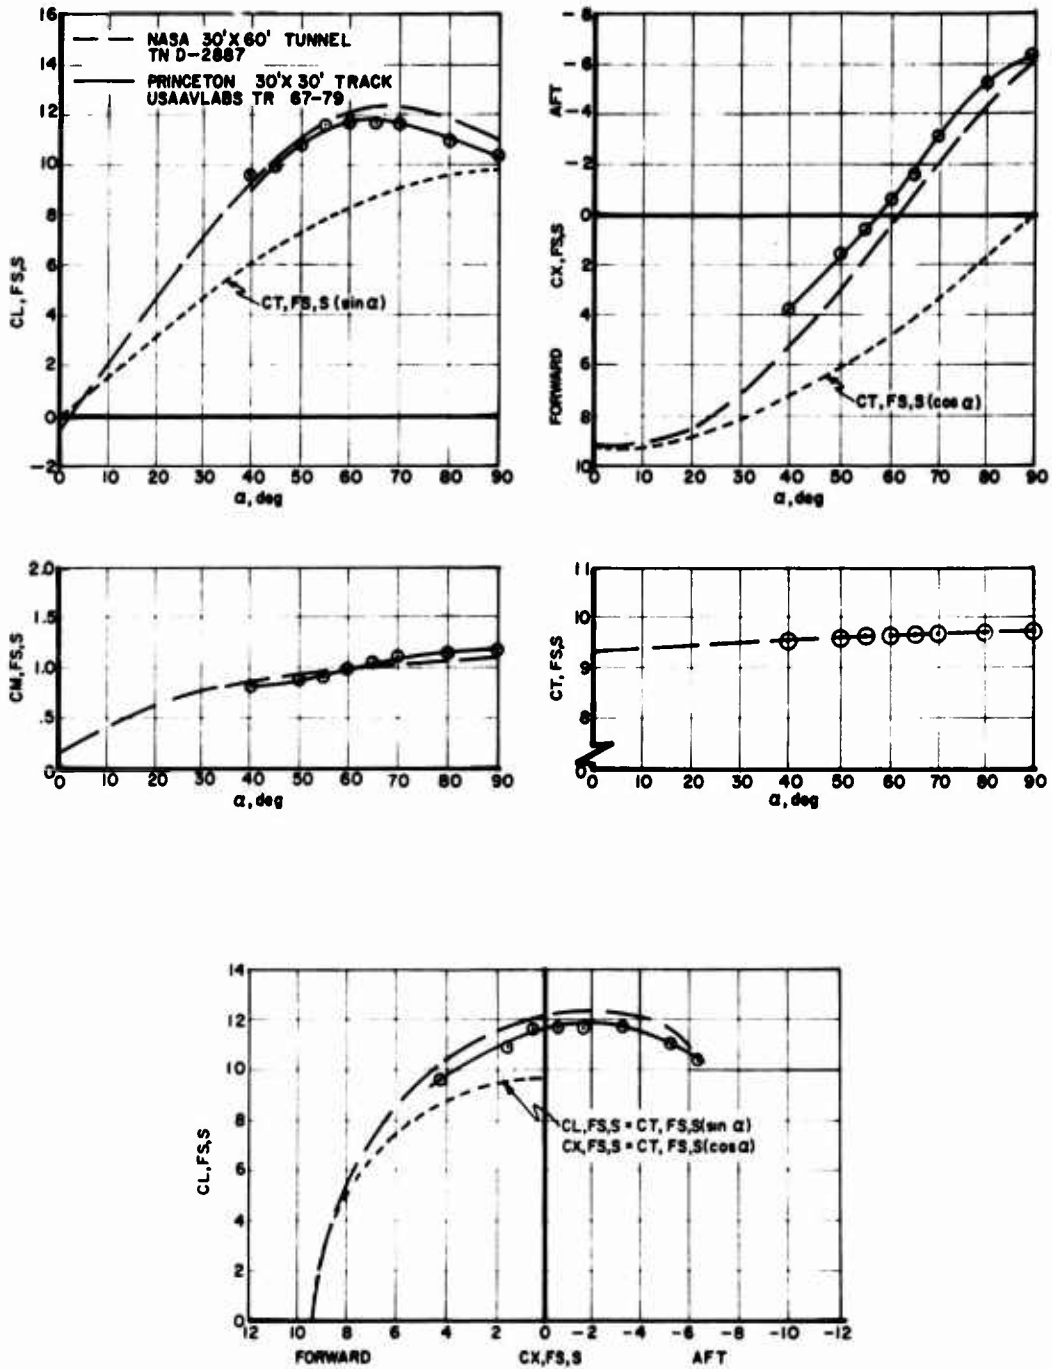 16
14
12
10
8
6
4
2
0
-2
CL,FS,S
— — NASA 30'X60' TUNNEL
TN D-2887
— PRINCETON 30'X30' TRACK
USAAVLABS TR 67-79
CT,FS,S (sin α)
0 10 20 30 40 50 60 70 80 90
α,deg
-8
-6
-4
-2
0
2
4
6
8
10
AFT
CX,FS,S
FORWARD
CT,FS,S (cos α)
0 10 20 30 40 50 60 70 80 90
α,deg
2.0
1.5
1.0
.5
0
CM,FS,S
0 10 20 30 40 50 60 70 80 90
α,deg
11
10
9
8
0
CT,FS,S
0 10 20 30 40 50 60 70 80 90
α,deg
14
12
10
8
6
4
2
0
CL,FS,S
CL,FS,S = CT,FS,S(sin α)
CX,FS,S = CT,FS,S(cos α)
12 10 8 6 4 2 0 -2 -4 -6 -8 -10 -12
FORWARD CX,FS,S AFT